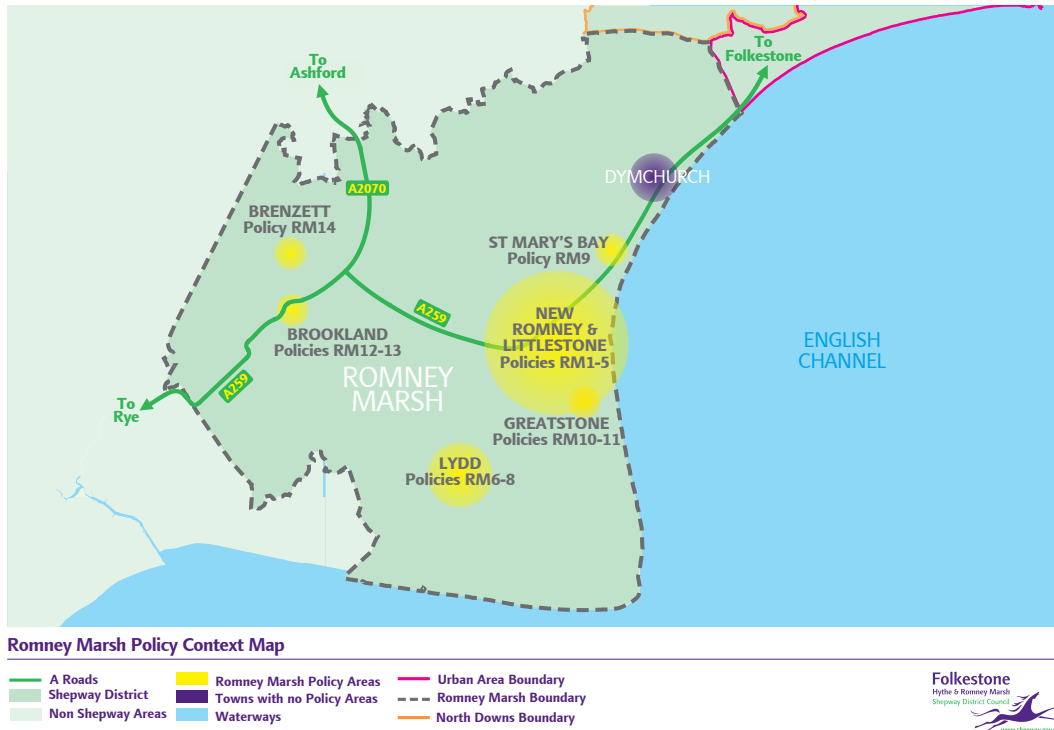 To
Ashford
To
Folkestone
A2070
DYMCHURCH
BRENZETT
Policy RM14
ST MARY'S BAY
Policy RM9
A259
NEW
ROMNEY &
LITTLESTONE
Policies RM1-5
BROOKLAND
Policies RM12-13
ENGLISH
CHANNEL
ROMNEY
MARSH
A259
To
Rye
GREATSTONE
Policies RM10-11
LYDD
Policies RM6-8
Romney Marsh Policy Context Map
A Roads
Shepway District
Non Shepway Areas
Romney Marsh Policy Areas
Towns with no Policy Areas
Waterways
Urban Area Boundary
Romney Marsh Boundary
North Downs Boundary
Folkestone
Hythe & Romney Marsh
Shepway District Council